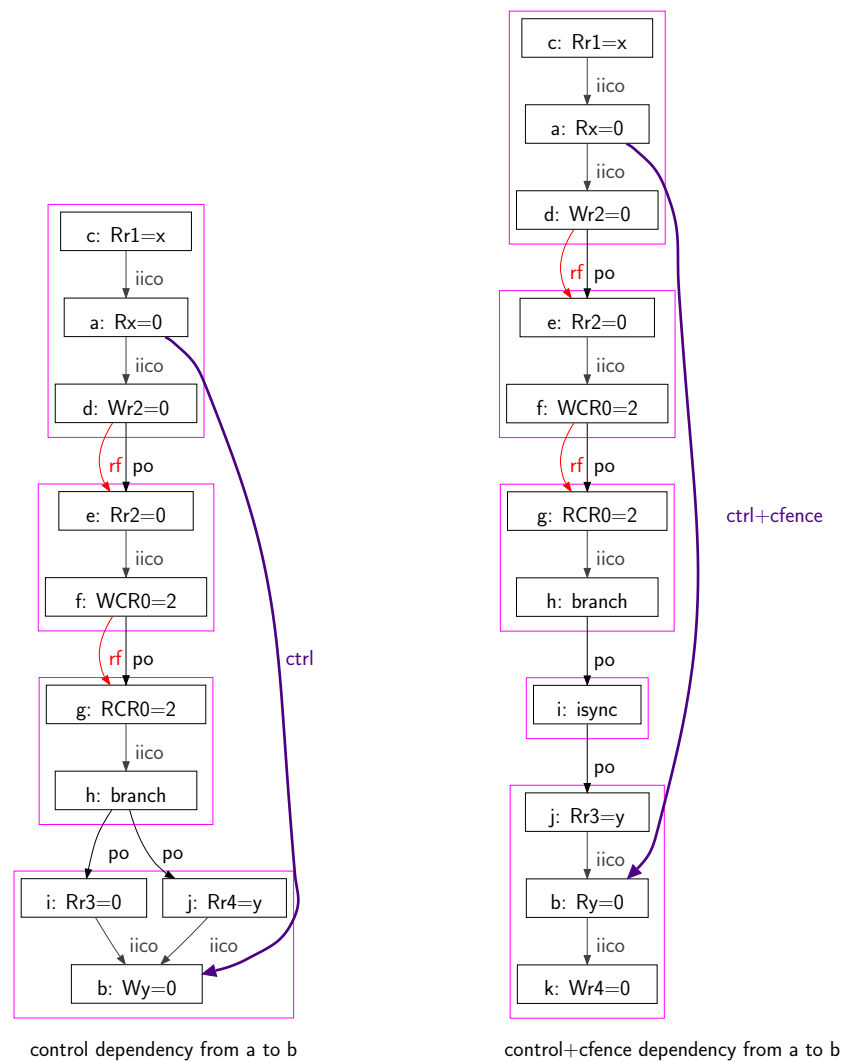 c: Rr1=x
iico
a: Rx=0
iico
d: Wr2=0
rf po
e: Rr2=0
iico
f: WCR0=2
rf po
g: RCR0=2
iico
h: branch
po po
i: Rr3=0 j: Rr4=y
iico iico
b: Wy=0
ctrl
control dependency from a to b
c: Rr1=x
iico
a: Rx=0
iico
d: Wr2=0
rf po
e: Rr2=0
iico
f: WCR0=2
rf po
g: RCR0=2
iico
h: branch
po
i: isync
po
j: Rr3=y
iico
b: Ry=0
iico
k: Wr4=0
ctrl+cfence
control+cfence dependency from a to b